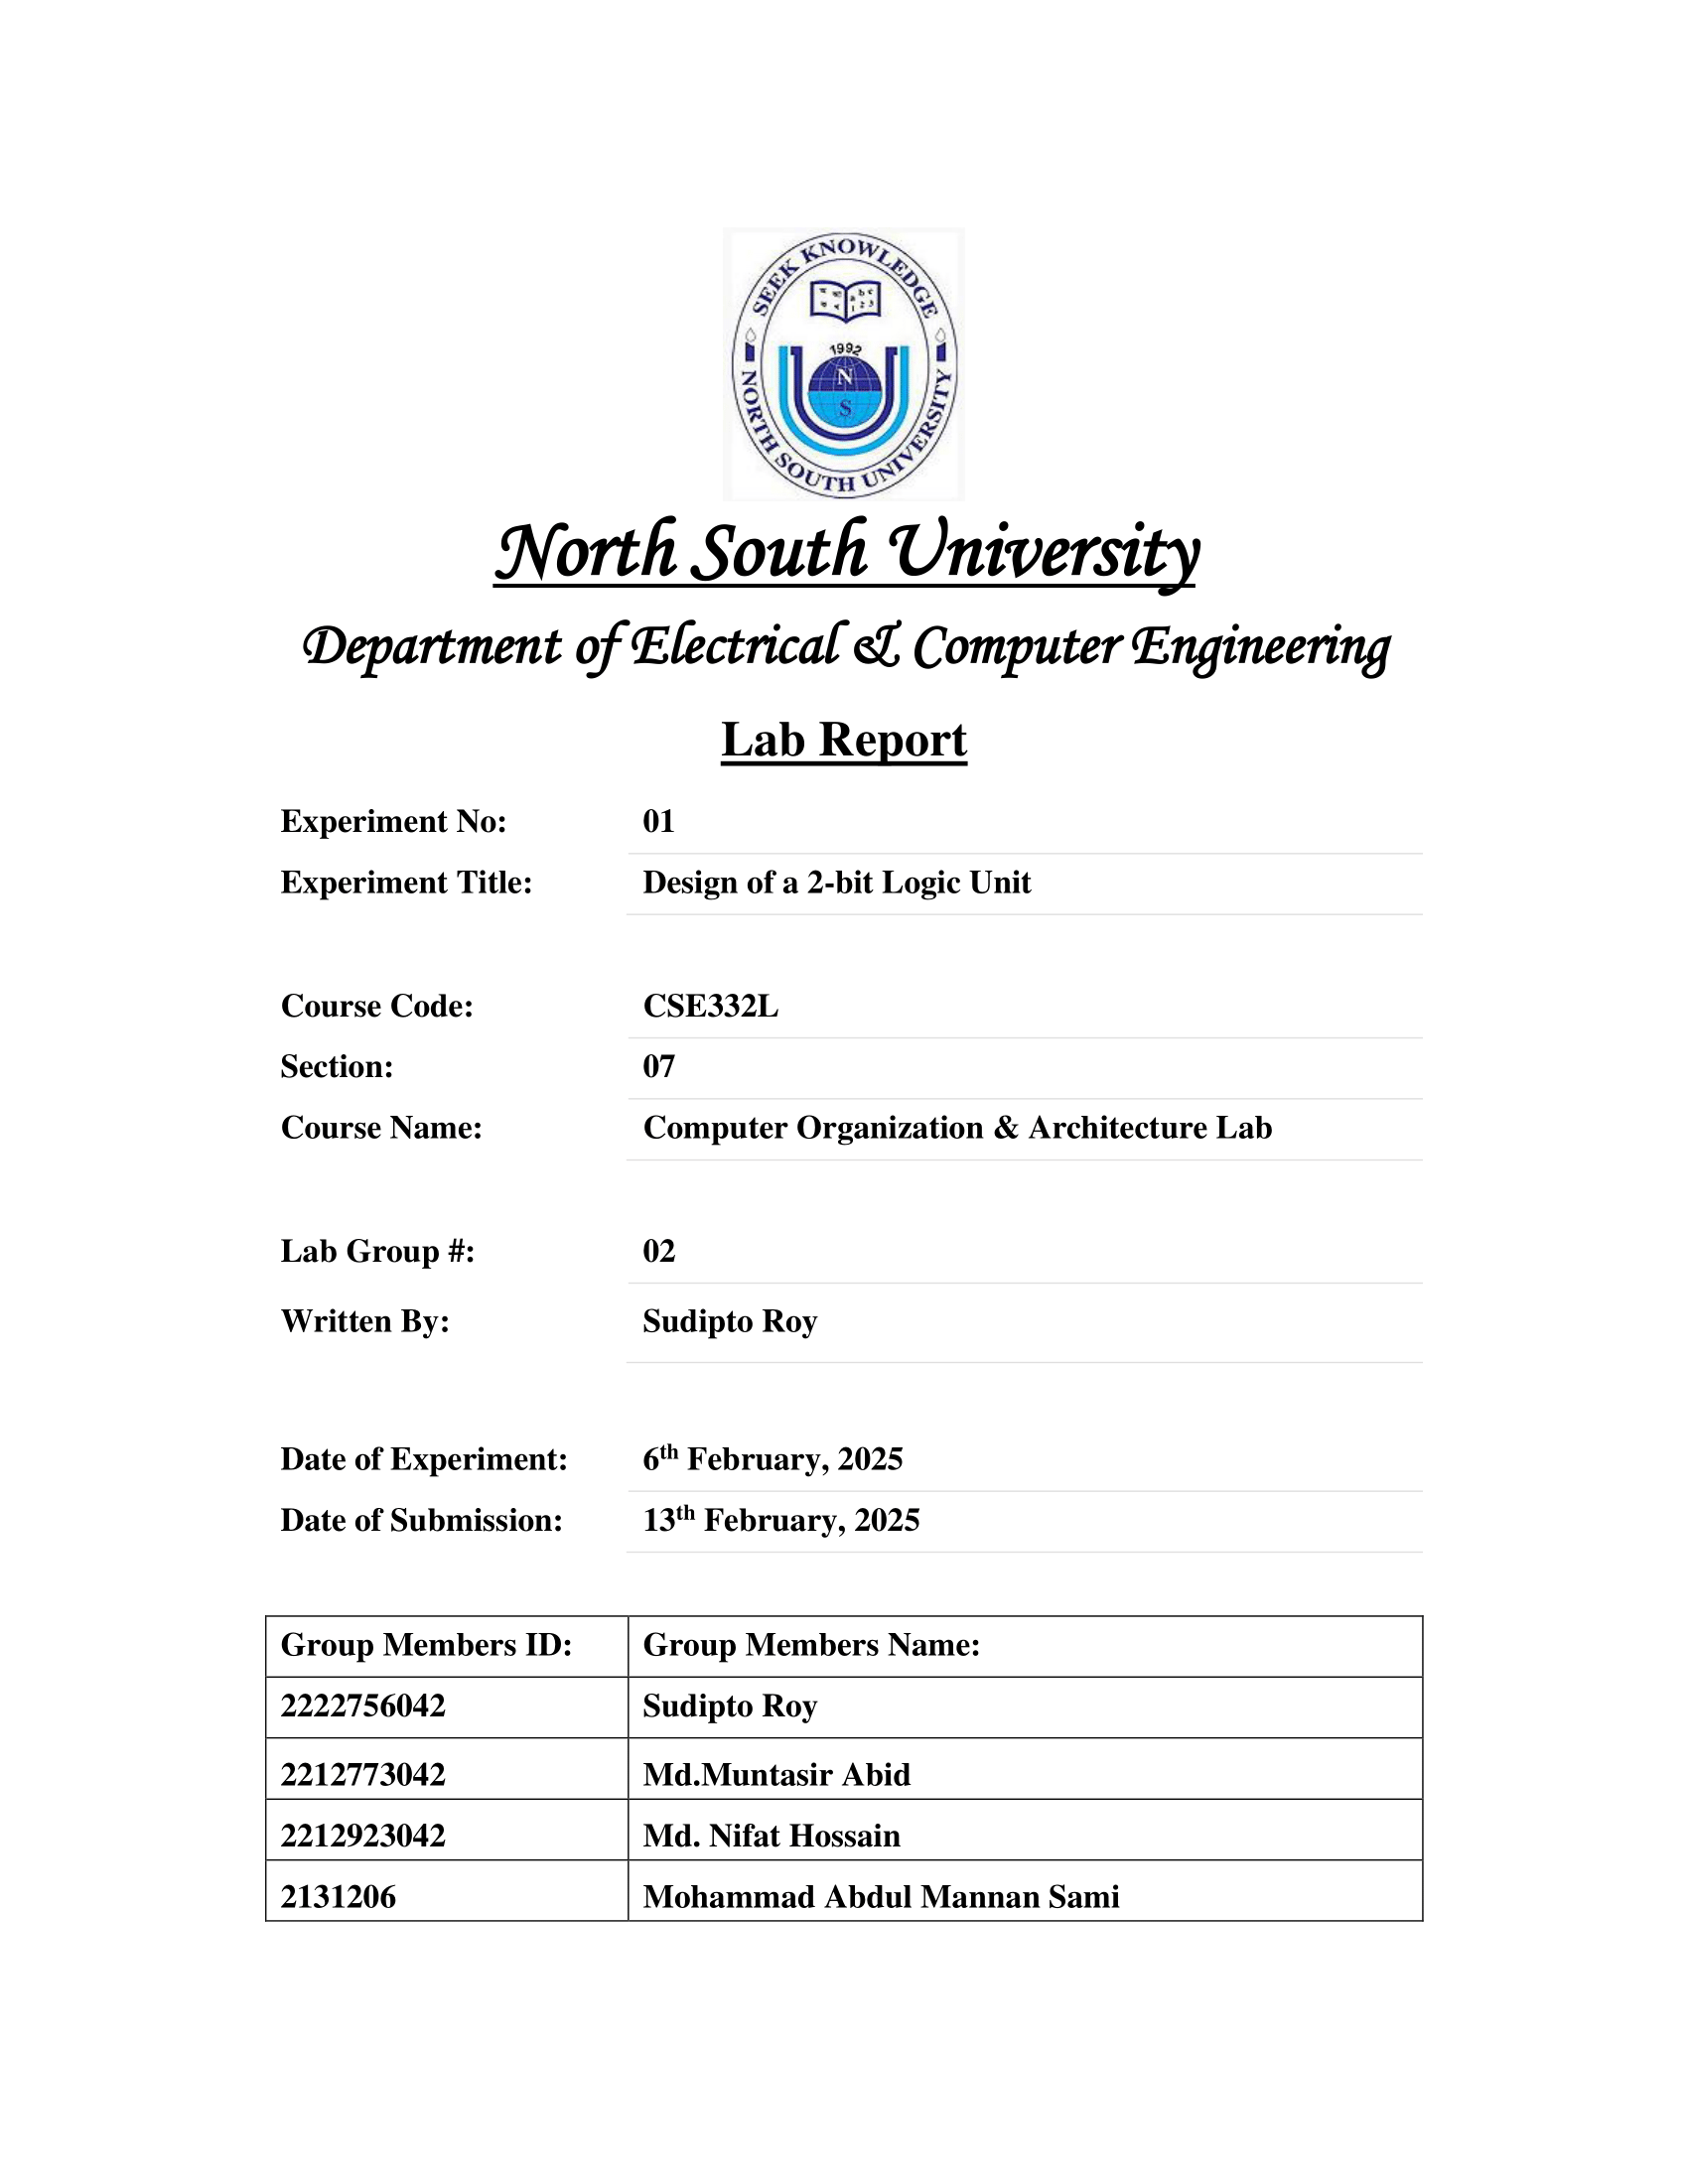 SEEK KNOWLEDGE
1992
N
S
NORTH SOUTH UNIVERSITY
North South University
Department of Electrical & Computer Engineering
Lab Report
Experiment No: 01
Experiment Title: Design of a 2-bit Logic Unit
Course Code: CSE332L
Section: 07
Course Name: Computer Organization & Architecture Lab
Lab Group #: 02
Written By: Sudipto Roy
Date of Experiment: 6th February, 2025
Date of Submission: 13th February, 2025
Group Members ID: Group Members Name:
2222756042 Sudipto Roy
2212773042 Md.Muntasir Abid
2212923042 Md. Nifat Hossain
2131206 Mohammad Abdul Mannan Sami